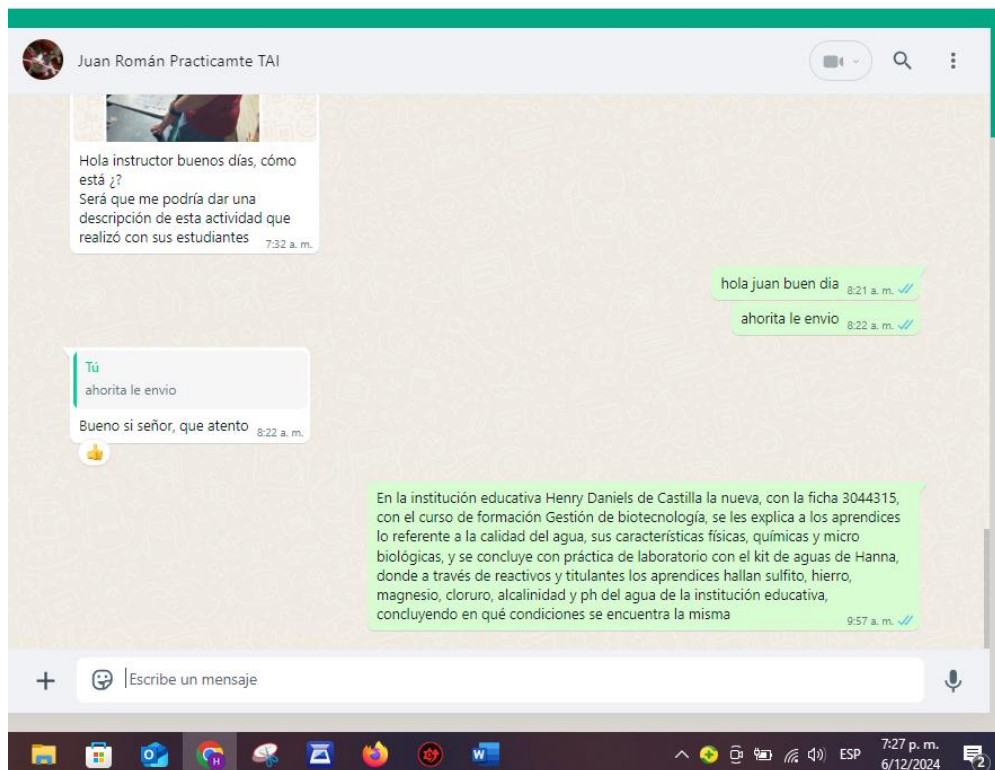 Juan Román Practicamte TAI
Hola instructor buenos días, cómo
está ¿?
Será que me podría dar una
descripción de esta actividad que
realizó con sus estudiantes 7:32 a. m.
hola juan buen dia 8:21 a. m.
ahorita le envio 8:22 a. m.
Tú
ahorita le envio
Bueno si señor, que atento 8:22 a. m.
En la institución educativa Henry Daniels de Castilla la nueva, con la ficha 3044315,
con el curso de formación Gestión de biotecnología, se les explica a los aprendices
lo referente a la calidad del agua, sus características físicas, químicas y micro
biológicas, y se concluye con práctica de laboratorio con el kit de aguas de Hanna,
donde a través de reactivos y titulantes los aprendices hallan sulfito, hierro,
magnesio, cloruro, alcalinidad y ph del agua de la institución educativa,
concluyendo en qué condiciones se encuentra la misma 9:57 a. m.
Escribe un mensaje
ESP
7:27 p. m.
6/12/2024
2